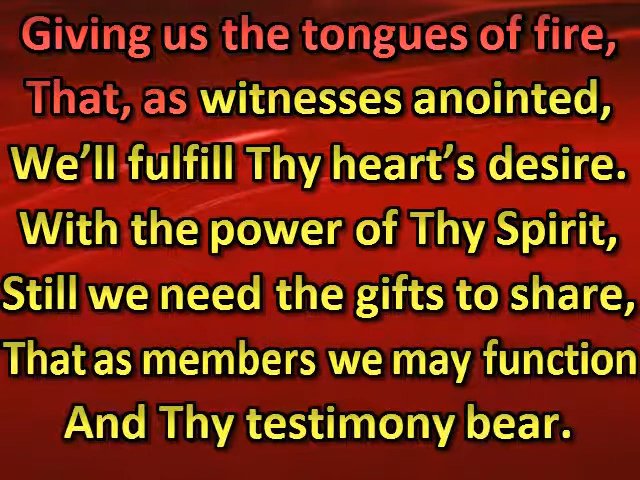 Giving us the tongues of fire,
That, as witnesses anointed,
We’ll fulfill Thy heart’s desire.
With the power of Thy Spirit,
Still we need the gifts to share,
That as members we may function
And Thy testimony bear.